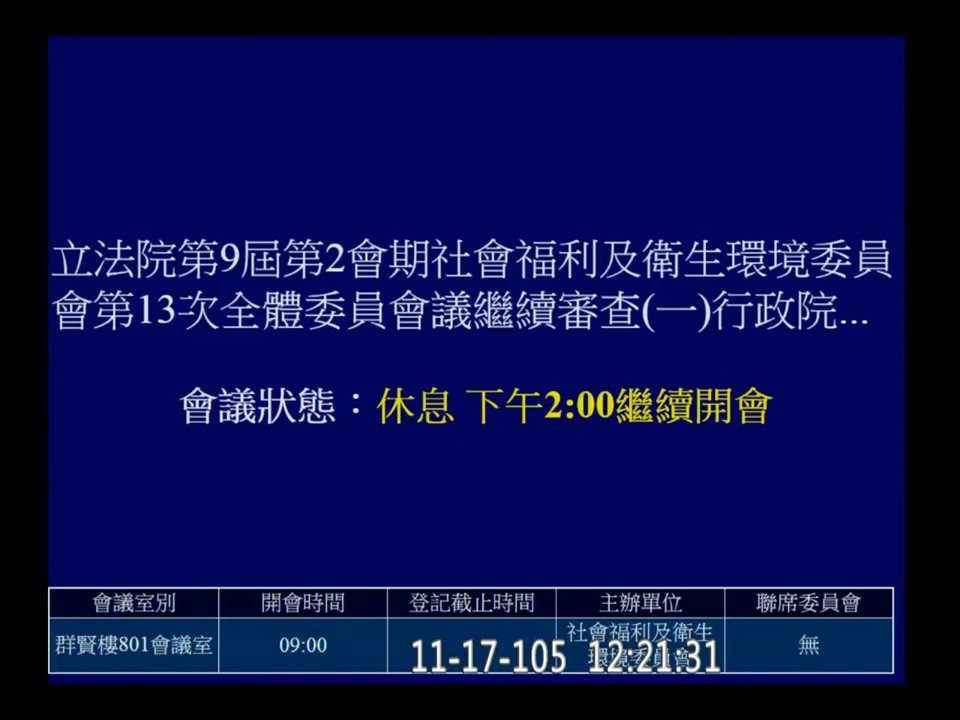 立法院第9屆第2會期社會福利及衛生環境委員
會第13次全體委員會議繼續審查(一)行政院...
會議狀態：休息 下午2:00繼續開會
會議室別 開會時間 登記截止時間 主辦單位 聯席委員會
群賢樓801會議室 09:00 社會福利及衛生 無
環境委員會
11-17-105 12:21:31